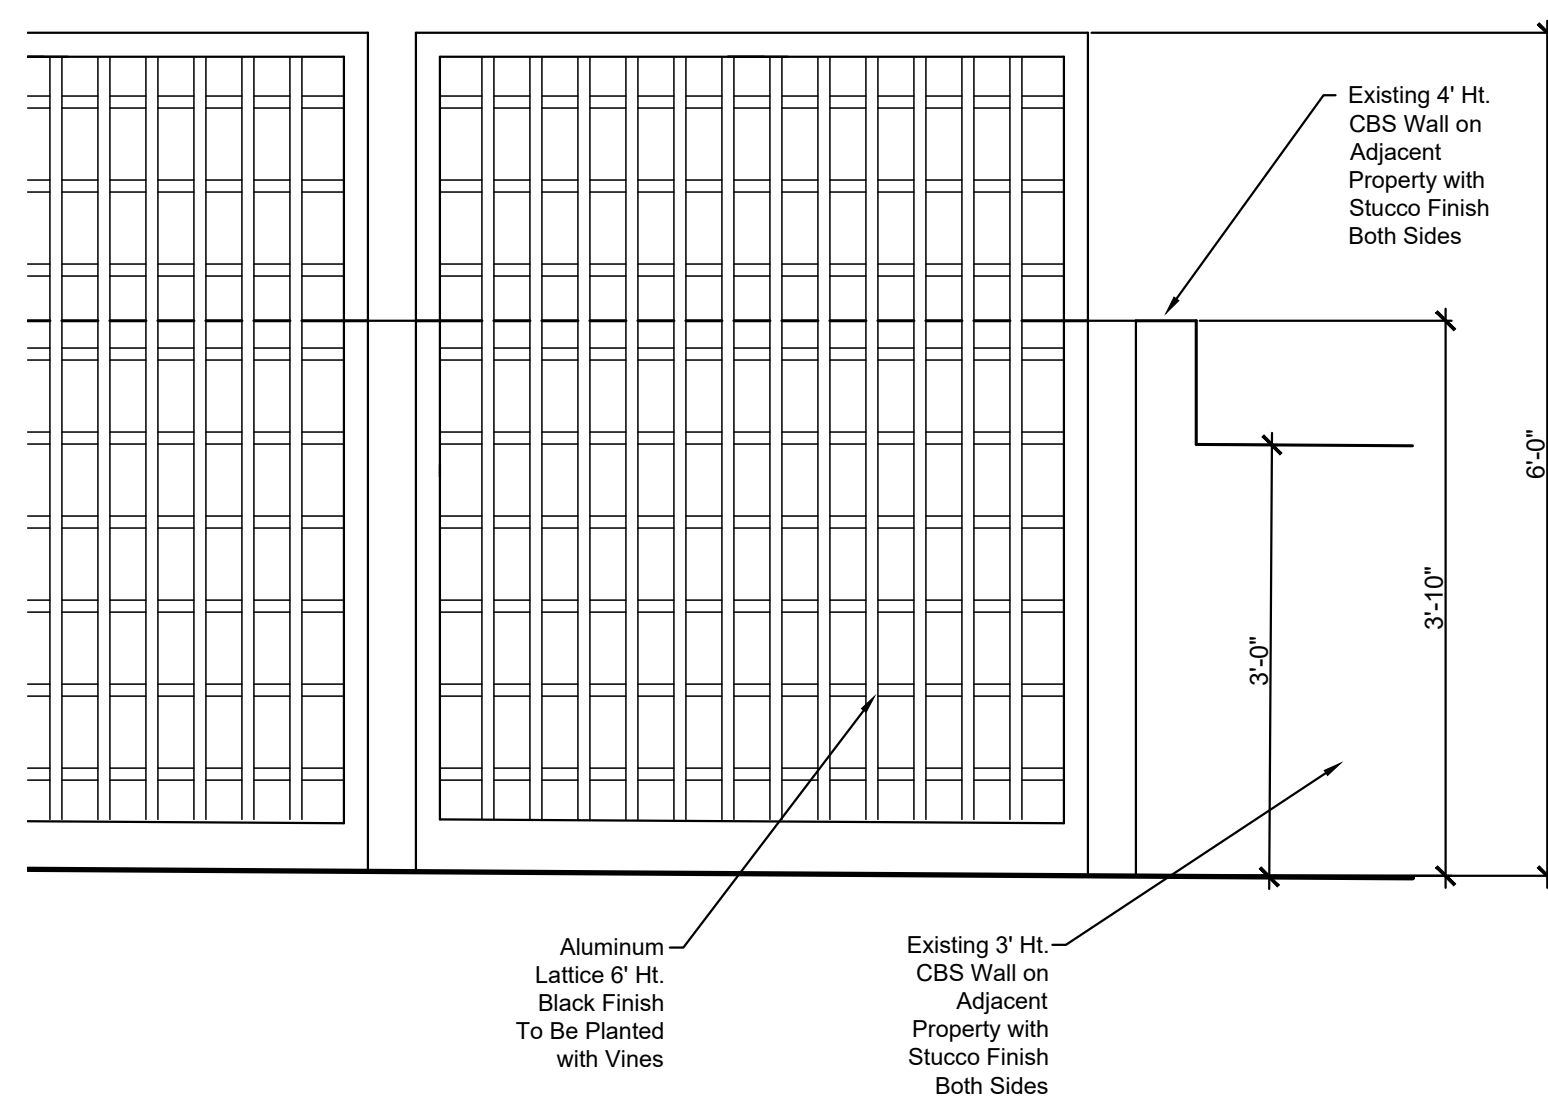 Existing 4' Ht.
CBS Wall on
Adjacent
Property with
Stucco Finish
Both Sides
6'-0"
3'-10"
3'-0"
Aluminum
Lattice 6' Ht.
Black Finish
To Be Planted
with Vines
Existing 3' Ht.
CBS Wall on
Adjacent
Property with
Stucco Finish
Both Sides